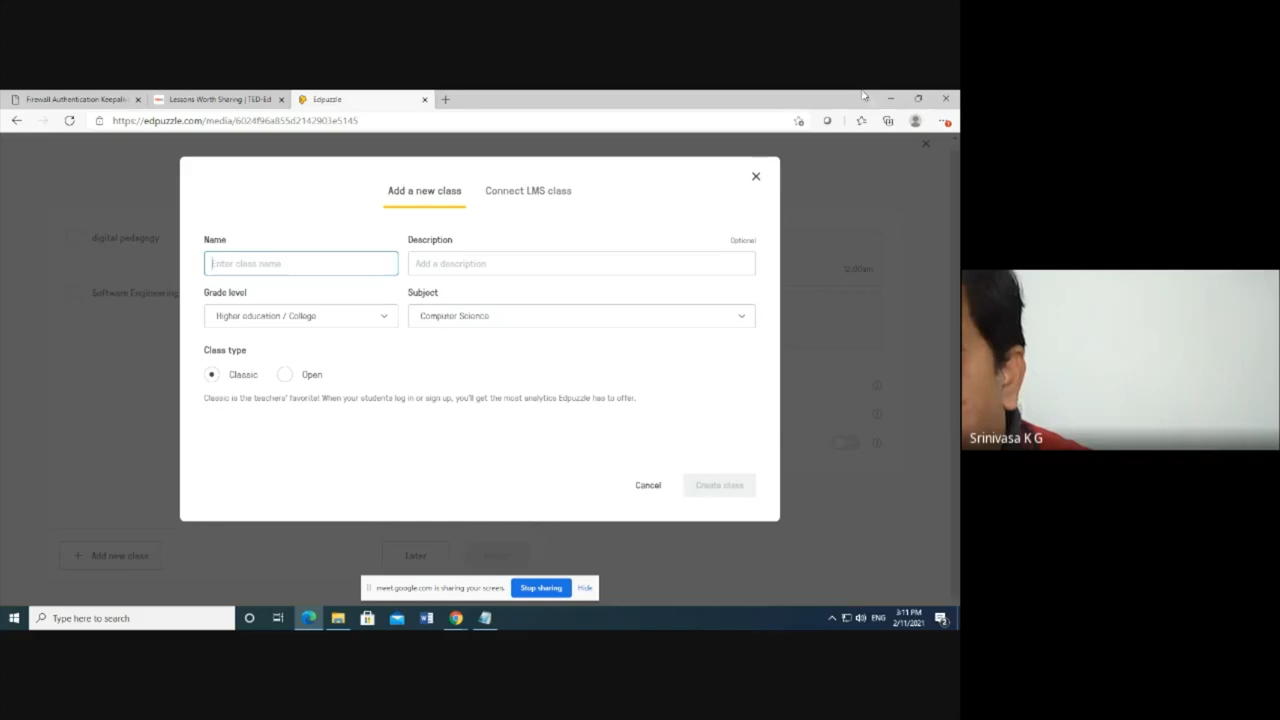 Firewall Authentication Keepaliv
Lessons Worth Sharing | TED-Ed
Edpuzzle
https://edpuzzle.com/media/6024f96a855d2142903e5145
Add a new class
Connect LMS class
digital pedagogy
Software Engineering
12:00am
Name
Description
Optional
Enter class name
Add a description
Grade level
Subject
Higher education / College
Computer Science
Class type
Classic
Open
Classic is the teachers' favorite! When your students log in or sign up, you'll get the most analytics Edpuzzle has to offer.
Cancel
Create class
Add new class
Later
meet.google.com is sharing your screen.
Stop sharing
Hide
Type here to search
ENG
3:11 PM
2/11/2021
2
Srinivasa K G